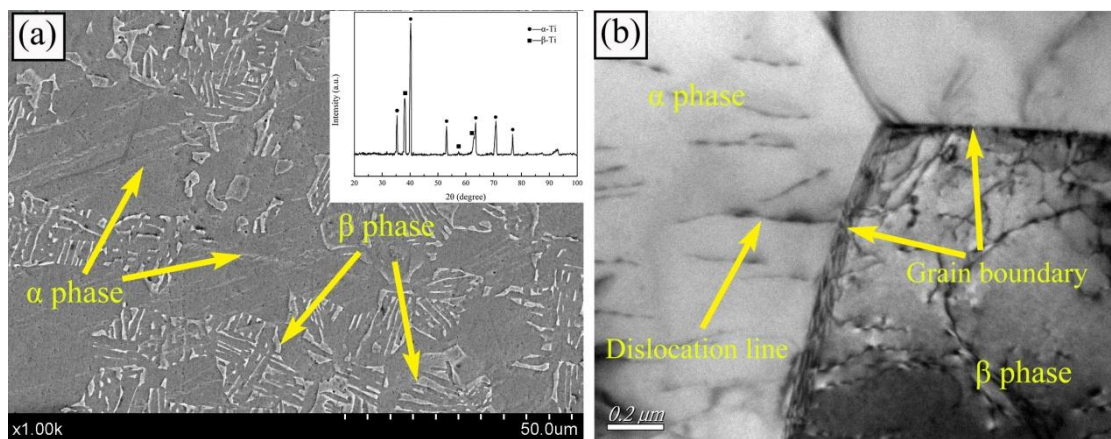 (a)
α-Ti
β-Ti
Intensity (a.u.)
20 30 40 50 60 70 80 90 100
2θ (degree)
α phase
β phase
x1.00k 50.0um
(b)
α phase
Grain boundary
Dislocation line
β phase
0.2 μm